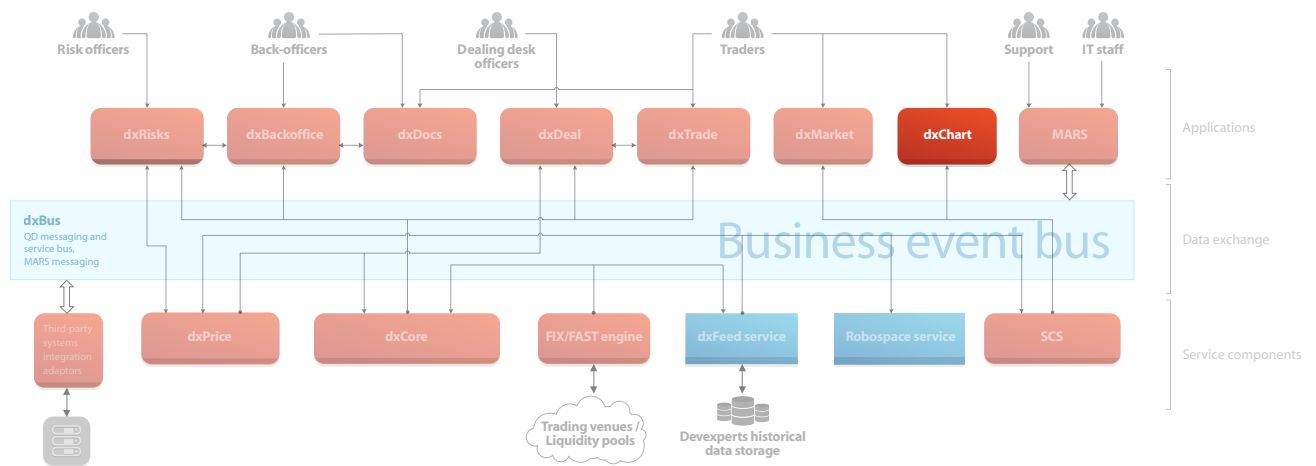 Risk officers
Back-officers
Dealing desk
officers
Traders
Support
IT staff
dxRisks
dxBackoffice
dxDocs
dxDeal
dxTrade
dxMarket
dxChart
MARS
Applications
dxBus
QD messaging and
service bus,
MARS messaging
Business event bus
Data exchange
Third-party
systems
integration
adaptors
dxPrice
dxCore
FIX/FAST engine
dxFeed service
Robospace service
SCS
Service components
Trading venues /
Liquidity pools
Devexperts historical
data storage